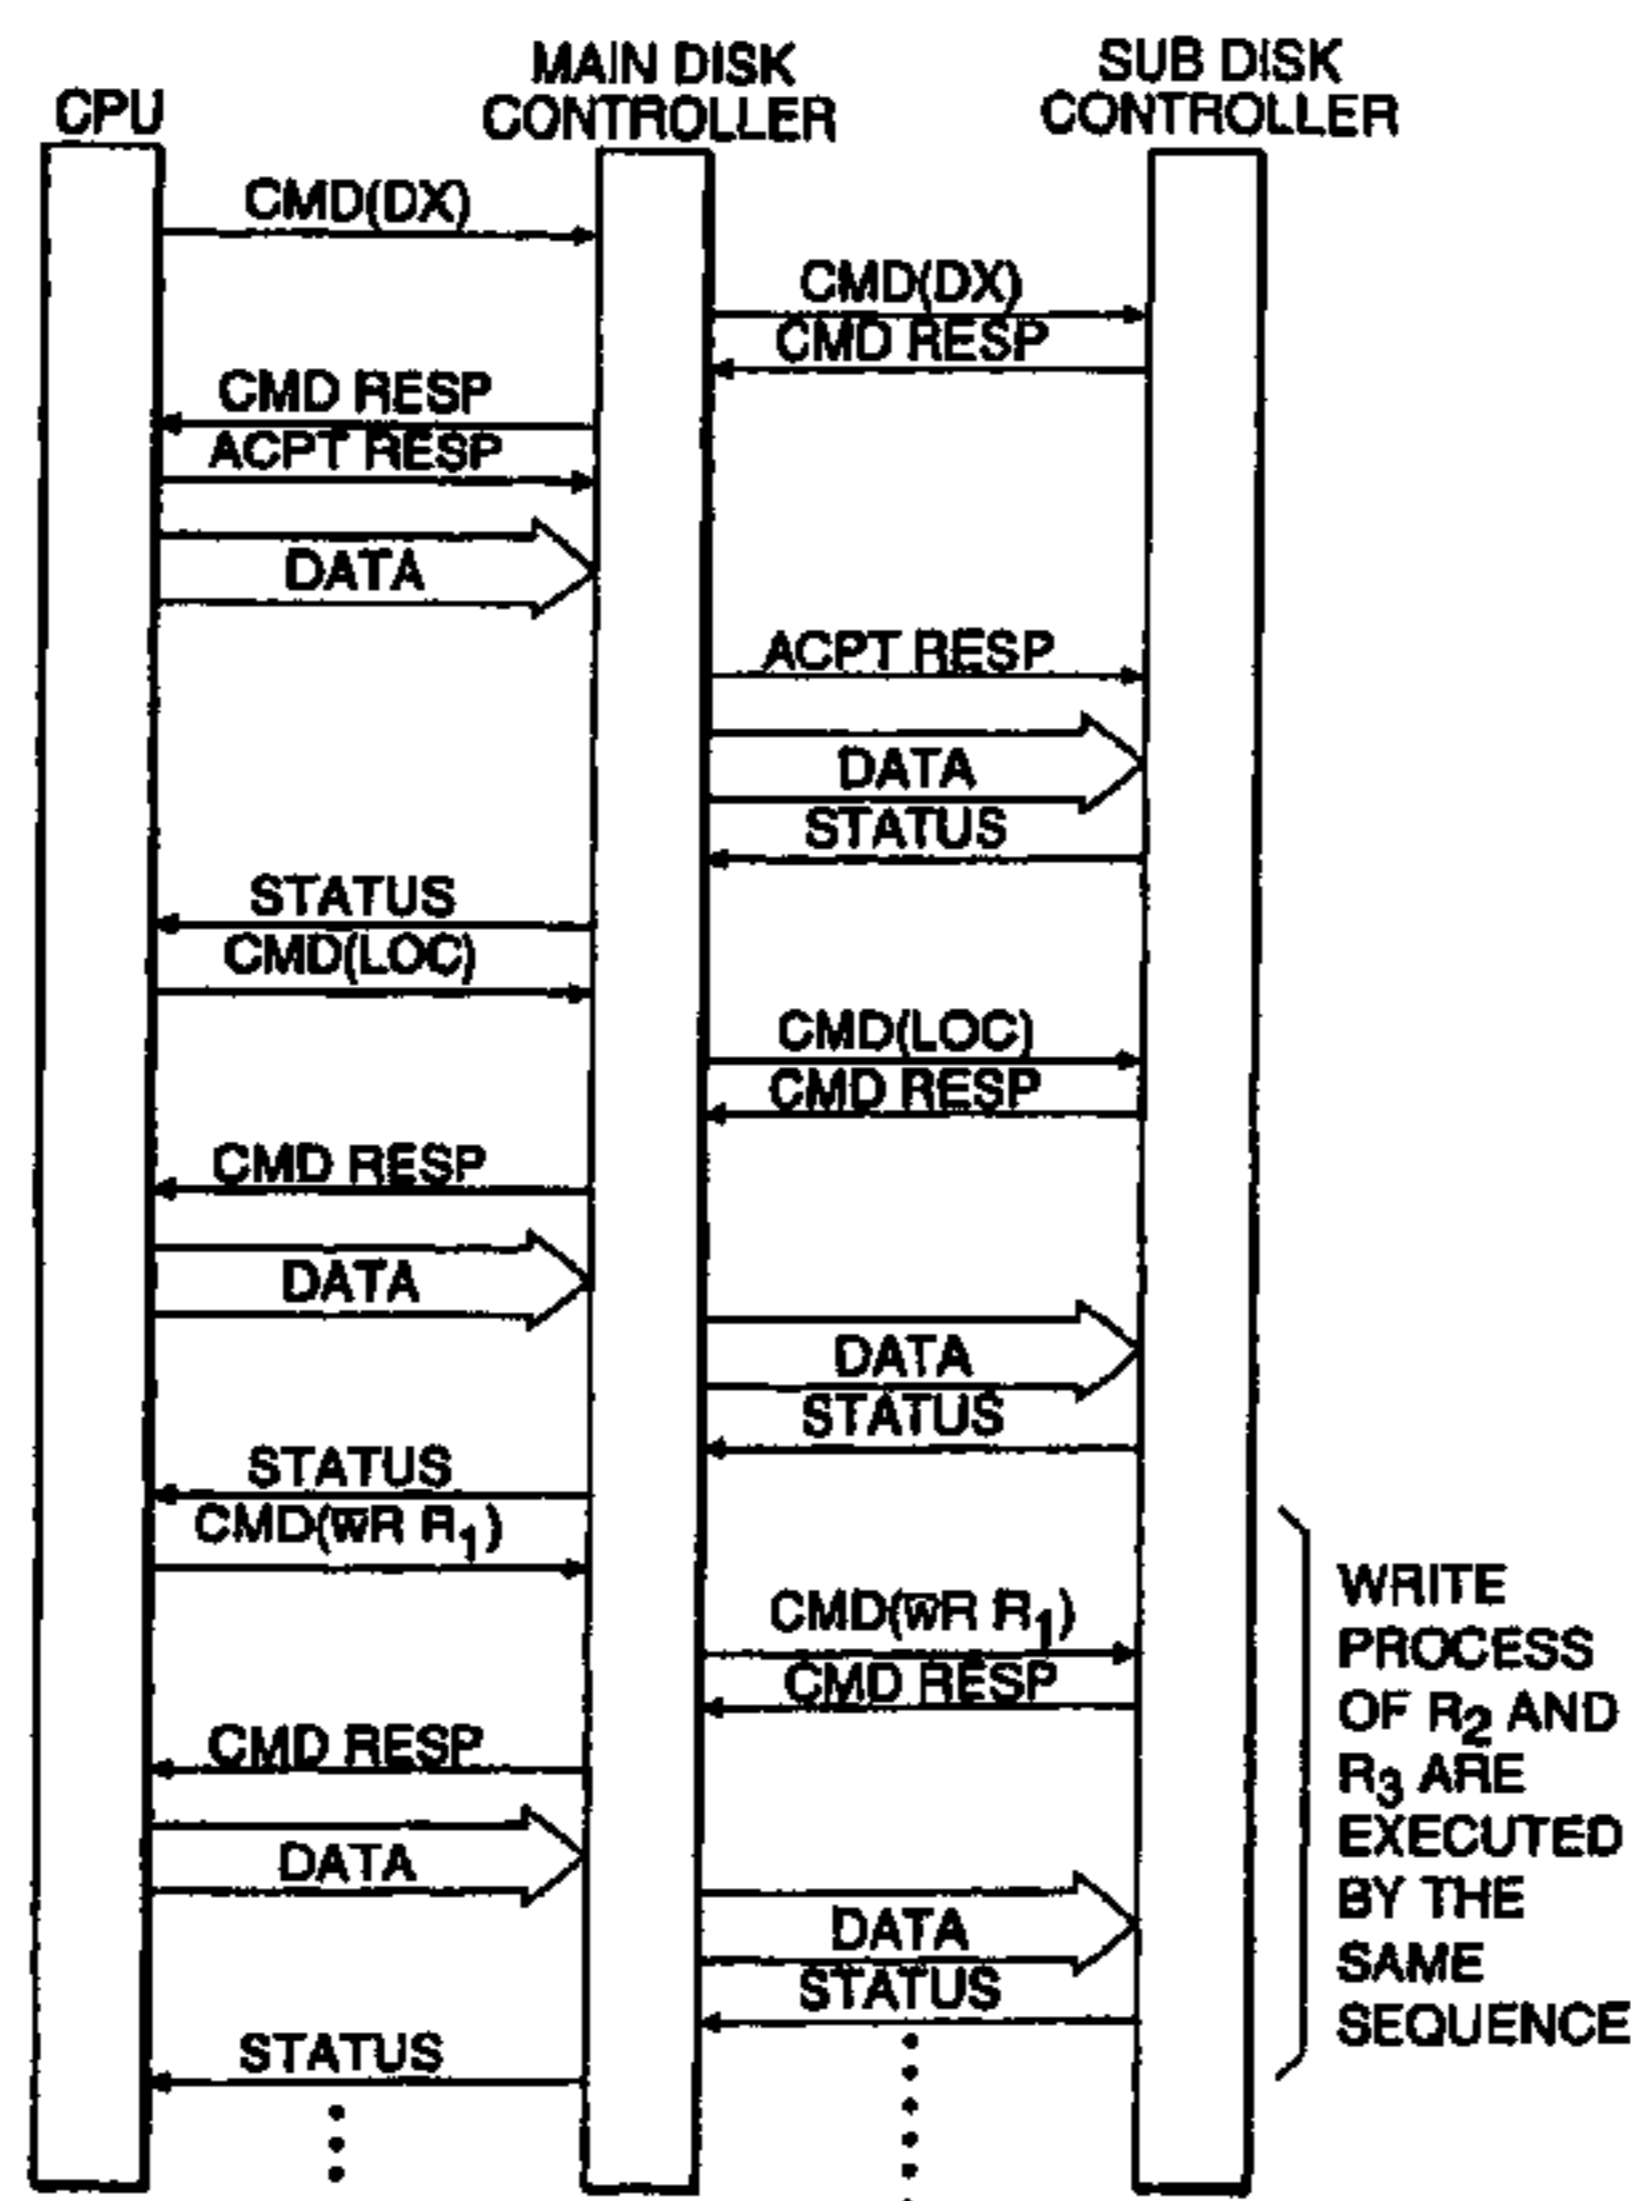 CPU
MAIN DISK
CONTROLLER
SUB DISK
CONTROLLER
CMD(DX)
CMD(DX)
CMD RESP
CMD RESP
ACPT RESP
DATA
ACPT RESP
DATA
STATUS
STATUS
CMD(LOC)
CMD(LOC)
CMD RESP
CMD RESP
DATA
DATA
STATUS
STATUS
CMD(WR R1)
CMD(WR R1)
CMD RESP
CMD RESP
DATA
DATA
STATUS
STATUS
WRITE
PROCESS
OF R2 AND
R3 ARE
EXECUTED
BY THE
SAME
SEQUENCE